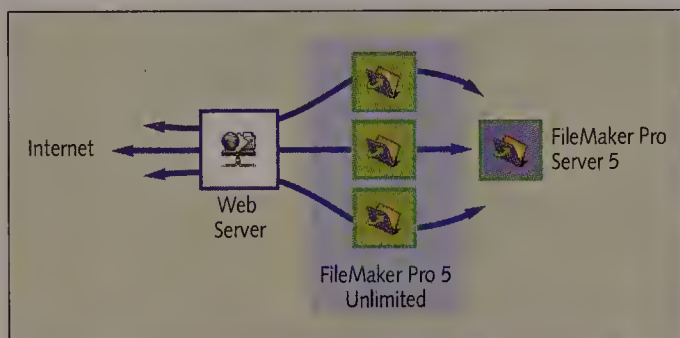 Internet
Web
Server
FileMaker Pro 5
Unlimited
FileMaker Pro
Server 5